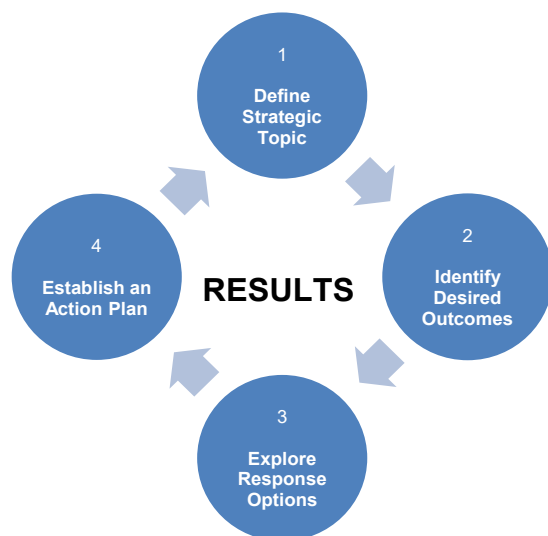 1
Define
Strategic
Topic
2
Identify
Desired
Outcomes
3
Explore
Response
Options
4
Establish an
Action Plan
RESULTS